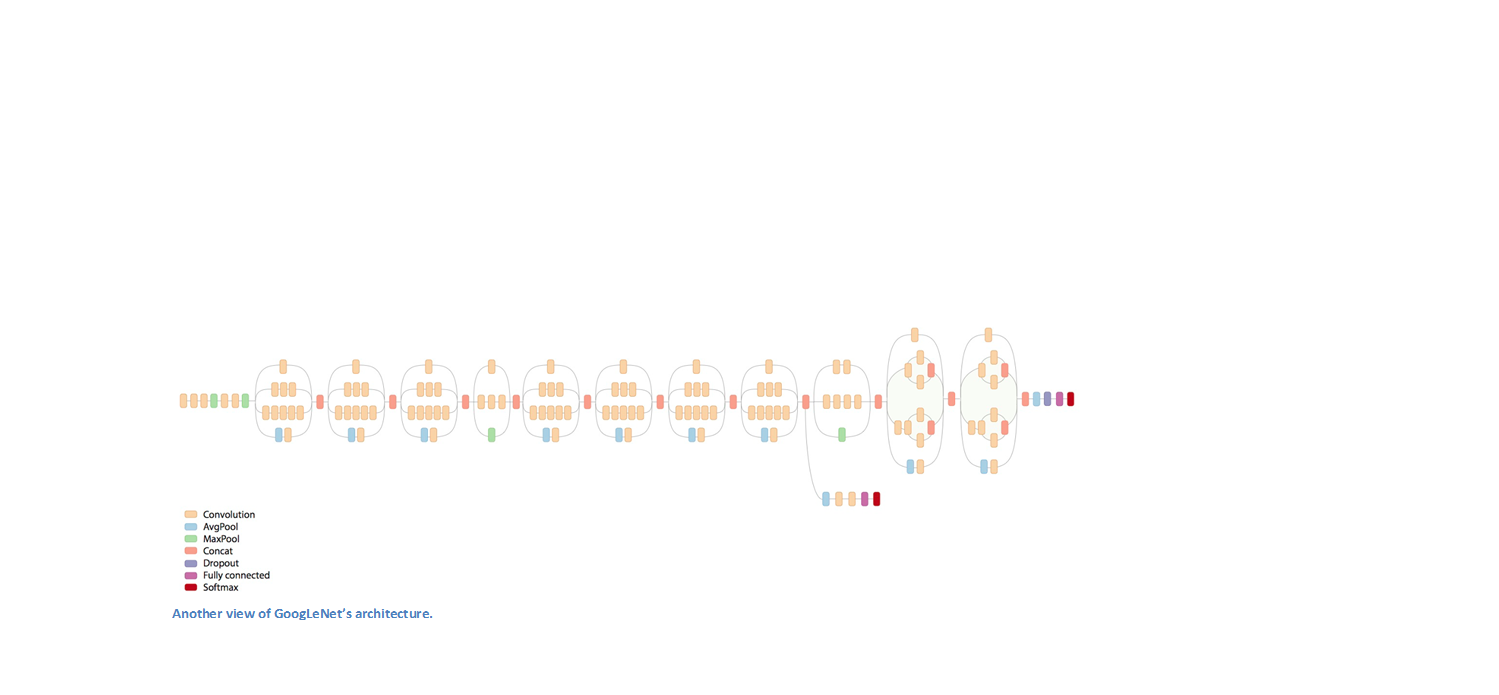 Convolution
AvgPool
MaxPool
Concat
Dropout
Fully connected
Softmax
Another view of GoogLeNet's architecture.